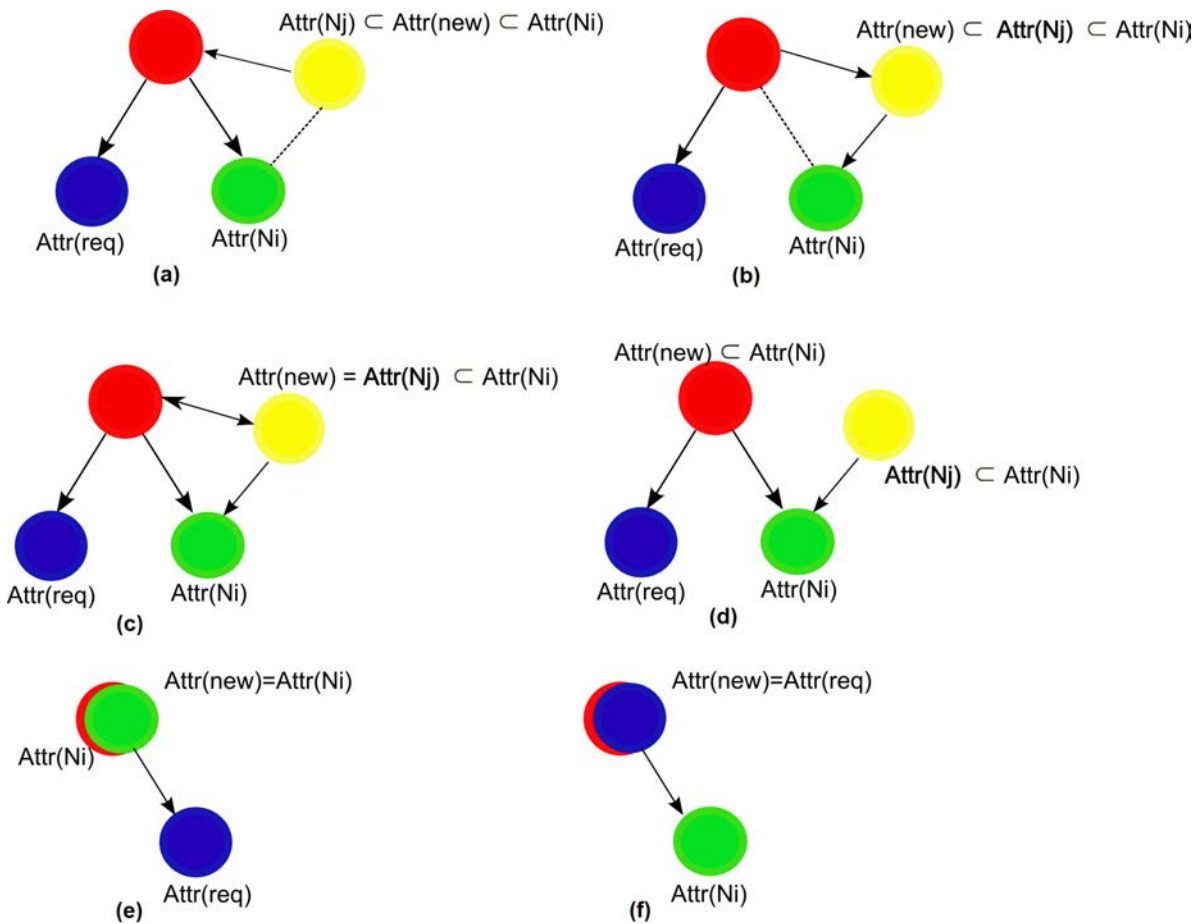 Attr(Nj) ⊂ Attr(new) ⊂ Attr(Ni)
Attr(req)
Attr(Ni)
(a)
Attr(new) ⊂ Attr(Nj) ⊂ Attr(Ni)
Attr(req)
Attr(Ni)
(b)
Attr(new) = Attr(Nj) ⊂ Attr(Ni)
Attr(req)
Attr(Ni)
(c)
Attr(new) ⊂ Attr(Ni)
Attr(Nj) ⊂ Attr(Ni)
Attr(req)
Attr(Ni)
(d)
Attr(new)=Attr(Ni)
Attr(Ni)
Attr(req)
(e)
Attr(new)=Attr(req)
Attr(Ni)
(f)